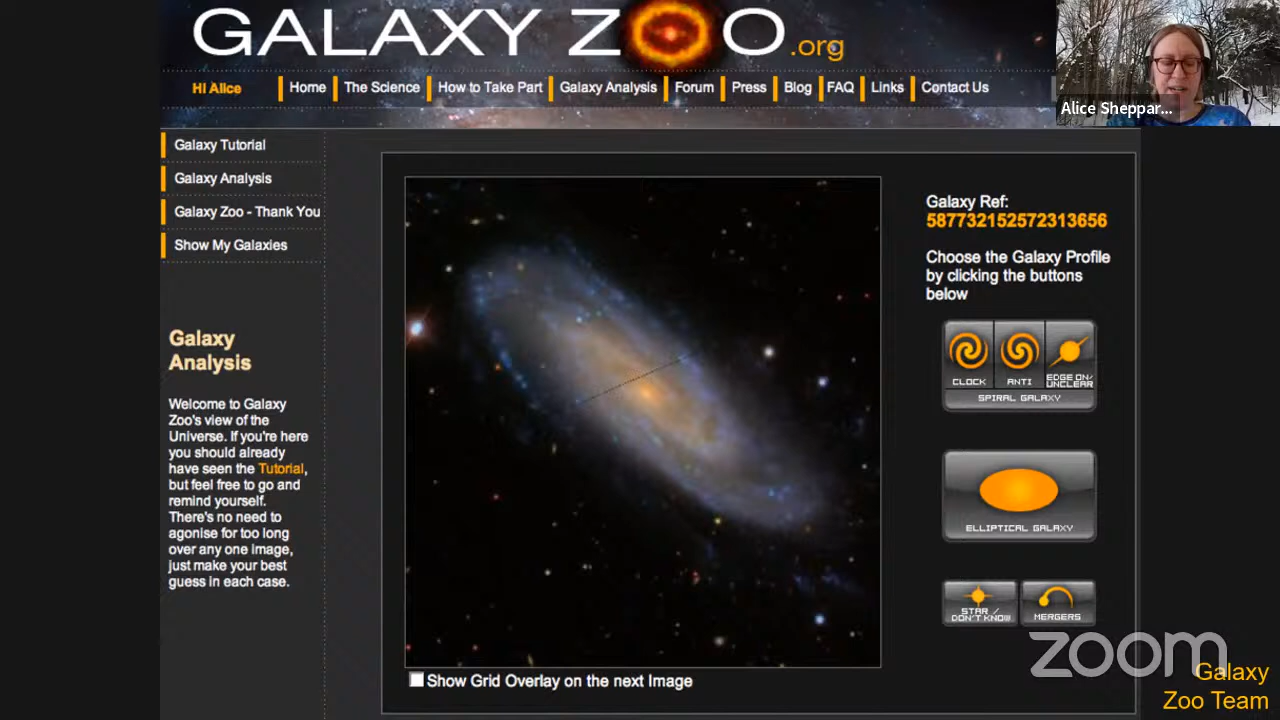 GALAXY ZOO.org
Hi Alice
Home
The Science
How to Take Part
Galaxy Analysis
Forum
Press
Blog
FAQ
Links
Contact Us
Alice Sheppar...
Galaxy Tutorial
Galaxy Analysis
Galaxy Zoo - Thank You
Show My Galaxies
Galaxy
Analysis
Welcome to Galaxy
Zoo's view of the
Universe. If you're here
you should already
have seen the Tutorial,
but feel free to go and
remind yourself.
There's no need to
agonise for too long
over any one image,
just make your best
guess in each case.
Show Grid Overlay on the next Image
Galaxy Ref:
587732152572313656
Choose the Galaxy Profile
by clicking the buttons
below
CLOCK
ANTI
EDGE ON/
UNCLEAR
SPIRAL GALAXY
ELLIPTICAL GALAXY
STAR /
DON'T KNOW
MERGERS
zoom
Galaxy
Zoo Team